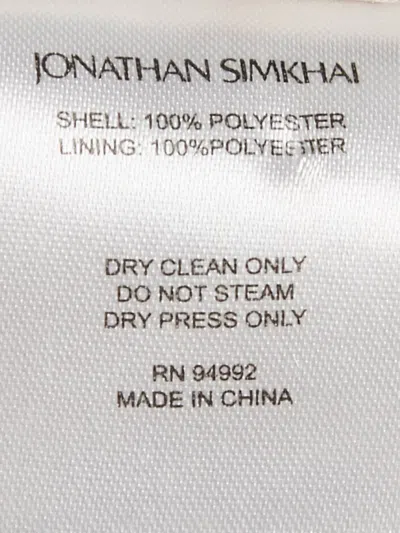 JONATHAN SIMKHAI
SHELL: 100% POLYESTER
LINING: 100%POLYESTER
DRY CLEAN ONLY
DO NOT STEAM
DRY PRESS ONLY
RN 94992
MADE IN CHINA